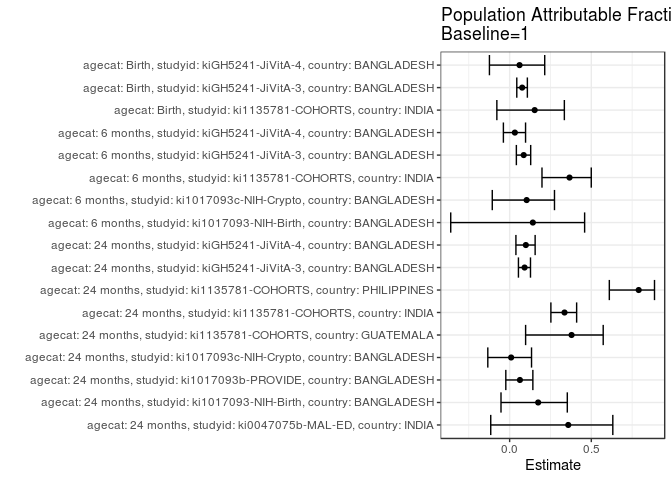 Population Attributable Fracti
Baseline=1
agecat: Birth, studyid: kiGH5241-JiVitA-4, country: BANGLADESH
agecat: Birth, studyid: kiGH5241-JiVitA-3, country: BANGLADESH
agecat: Birth, studyid: ki1135781-COHORTS, country: INDIA
agecat: 6 months, studyid: kiGH5241-JiVitA-4, country: BANGLADESH
agecat: 6 months, studyid: kiGH5241-JiVitA-3, country: BANGLADESH
agecat: 6 months, studyid: ki1135781-COHORTS, country: INDIA
agecat: 6 months, studyid: ki1017093c-NIH-Crypto, country: BANGLADESH
agecat: 6 months, studyid: ki1017093-NIH-Birth, country: BANGLADESH
agecat: 24 months, studyid: kiGH5241-JiVitA-4, country: BANGLADESH
agecat: 24 months, studyid: kiGH5241-JiVitA-3, country: BANGLADESH
agecat: 24 months, studyid: ki1135781-COHORTS, country: PHILIPPINES
agecat: 24 months, studyid: ki1135781-COHORTS, country: INDIA
agecat: 24 months, studyid: ki1135781-COHORTS, country: GUATEMALA
agecat: 24 months, studyid: ki1017093c-NIH-Crypto, country: BANGLADESH
agecat: 24 months, studyid: ki1017093b-PROVIDE, country: BANGLADESH
agecat: 24 months, studyid: ki1017093-NIH-Birth, country: BANGLADESH
agecat: 24 months, studyid: ki0047075b-MAL-ED, country: INDIA
0.0 0.5
Estimate